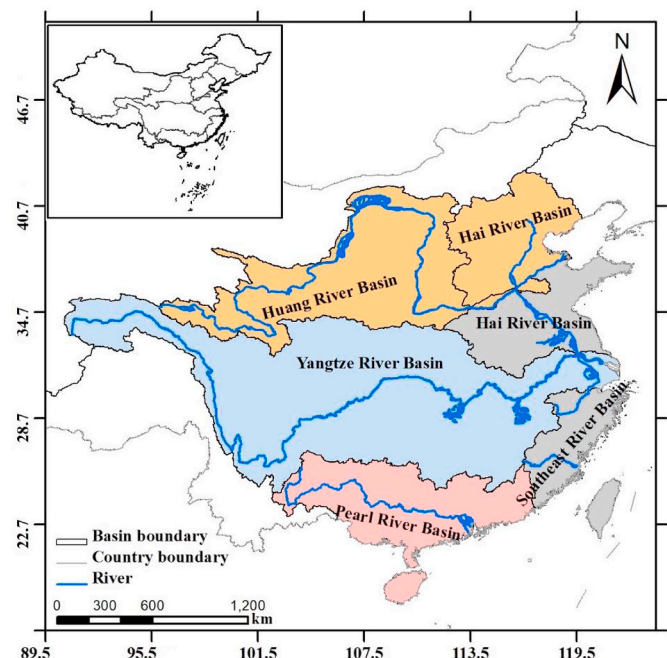 N
46.7
40.7
34.7
28.7
22.7
Hai River Basin
Huang River Basin
Hai River Basin
Yangtze River Basin
Southeast River Basin
Pearl River Basin
Basin boundary
Country boundary
River
0 300 600 1,200
km
89.5 95.5 101.5 107.5 113.5 119.5